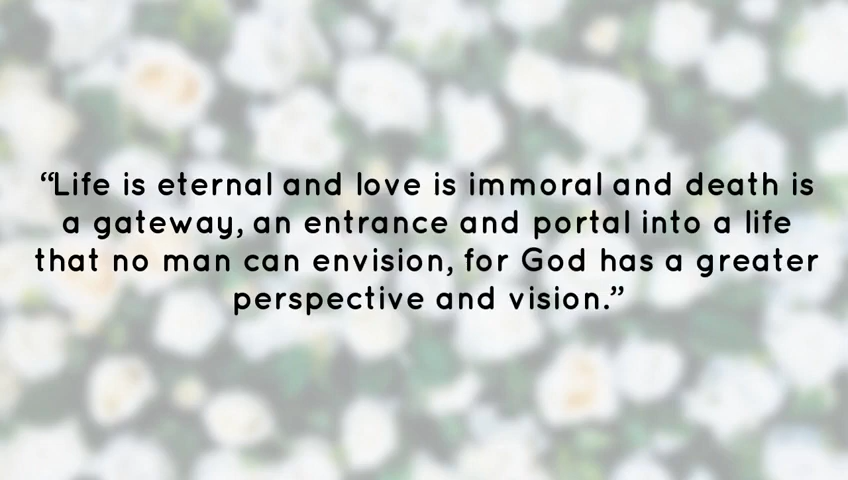 “Life is eternal and love is immoral and death is
a gateway, an entrance and portal into a life
that no man can envision, for God has a greater
perspective and vision.”